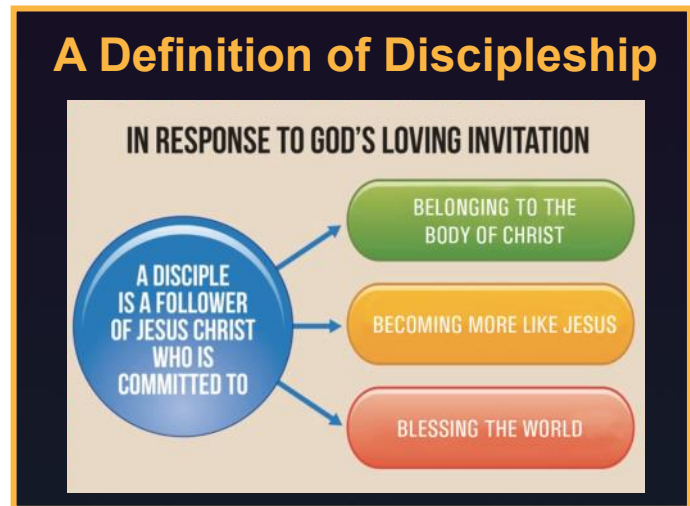 A Definition of Discipleship
IN RESPONSE TO GOD'S LOVING INVITATION
A DISCIPLE
IS A FOLLOWER
OF JESUS CHRIST
WHO IS
COMMITTED TO
BELONGING TO THE
BODY OF CHRIST
BECOMING MORE LIKE JESUS
BLESSING THE WORLD